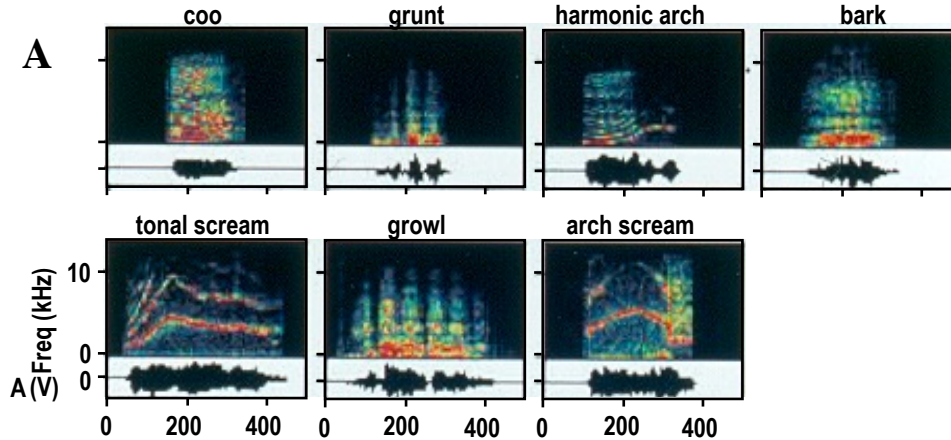 A
coo
grunt
harmonic arch
bark
tonal scream
growl
arch scream
10
Freq (kHz)
0
A (V)
0
0
200
400
0
200
400
0
200
400